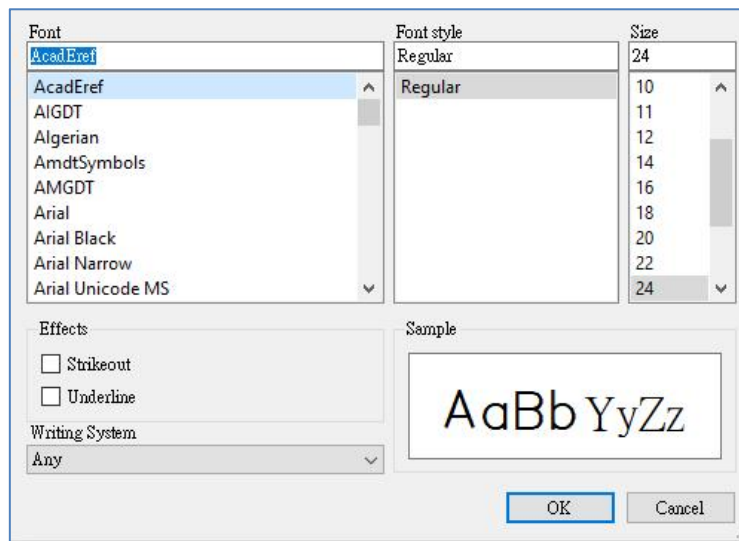 Font
AcadEref
AcadEref
AIGDT
Algerian
AmdtSymbols
AMGDT
Arial
Arial Black
Arial Narrow
Arial Unicode MS
Font style
Regular
Regular
Size
24
10
11
12
14
16
18
20
22
24
Effects
Strikeout
Underline
Writing System
Any
Sample
AaBbYyZz
OK
Cancel